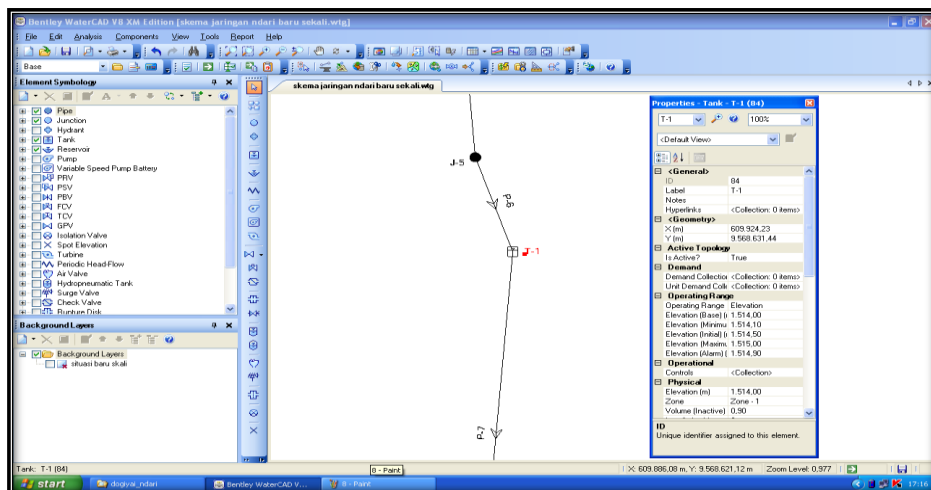 Bentley WaterCAD V8 XM Edition [skema jaringan ndari baru sekali.wtg]
File Edit Analysis Components View Tools Report Help
Base
Element Symbology
Pipe
Junction
Hydrant
Tank
Reservoir
Pump
Variable Speed Pump Battery
PRV
PSV
PBV
FCV
TCV
GPV
Isolation Valve
Spot Elevation
Turbine
Periodic Head-Flow
Air Valve
Hydropneumatic Tank
Surge Valve
Check Valve
Rupture Disk
Background Layers
Background Layers
situasi baru skali
skema jaringan ndari baru sekali.wtg
J-5
P-6
T-1
P-7
Properties - Tank - T-1 (84)
T-1 100%
<Default View>
<General>
ID 84
Label T-1
Notes
Hyperlinks <Collection: 0 items>
<Geometry>
X (m) 609.924,23
Y (m) 9.568.631,44
Active Topology
Is Active? True
Demand
Demand Collectio <Collection: 0 items>
Unit Demand Colle <Collection: 0 items>
Operating Range
Operating Range Elevation
Elevation (Base) ( 1.514,00
Elevation (Minimu 1.514,10
Elevation (Initial) ( 1.514,50
Elevation (Maximu 1.515,00
Elevation (Alarm) ( 1.514,90
Operational
Controls <Collection>
Physical
Elevation (m) 1.514,00
Zone Zone - 1
Volume (Inactive) 0,90
ID
Unique identifier assigned to this element.
Tank: T-1 (84)
8 - Paint
X: 609.886,08 m, Y: 9.568.621,12 m Zoom Level: 0,977
start
dogiyai_ndari
Bentley WaterCAD V...
8 - Paint
17:16